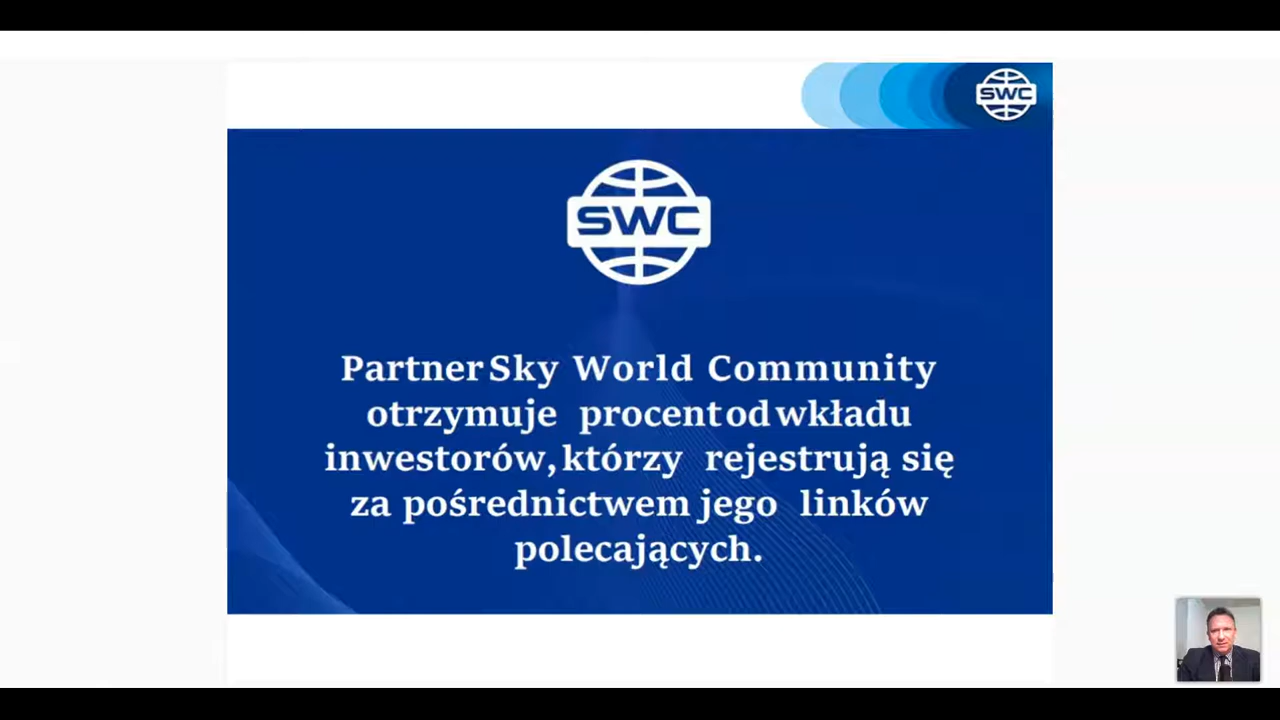 SWC
SWC
Partner Sky World Community
otrzymuje procent od wkładu
inwestorów, którzy rejestrują się
za pośrednictwem jego linków
polecających.